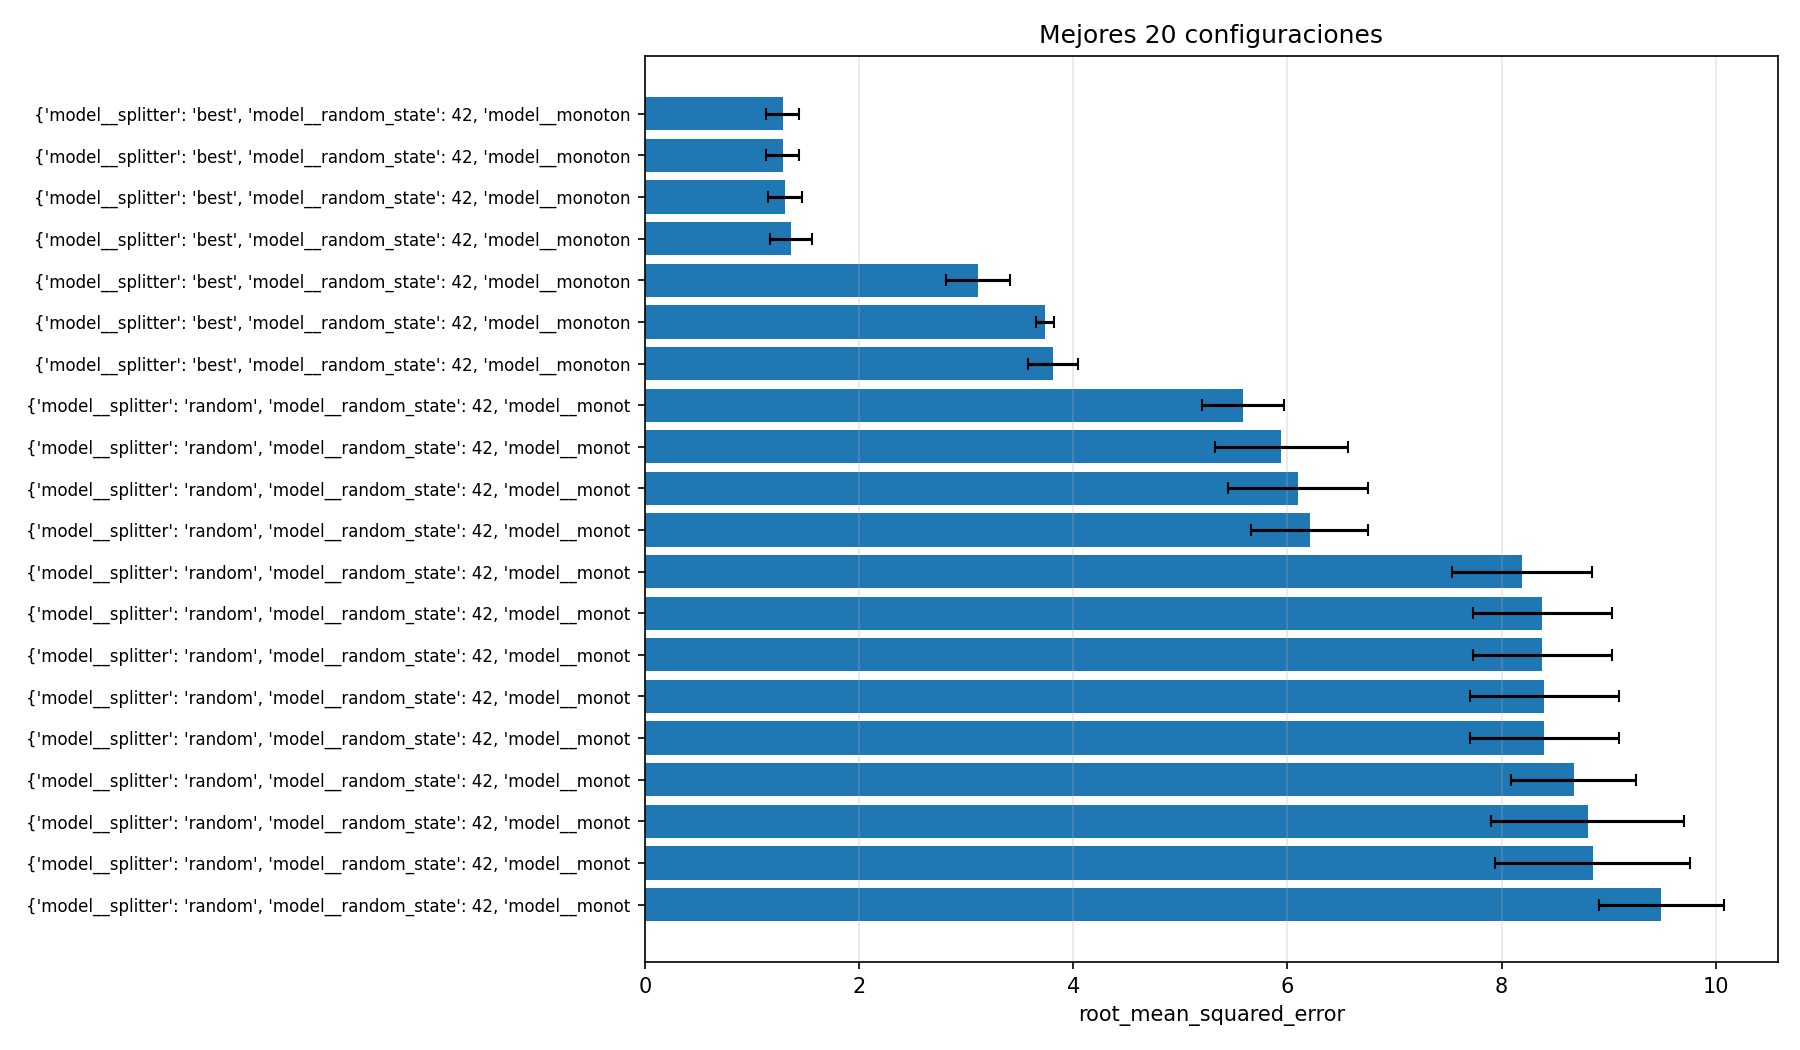 Mejores 20 configuraciones
{'model__splitter': 'best', 'model__random_state': 42, 'model__monoton
{'model__splitter': 'best', 'model__random_state': 42, 'model__monoton
{'model__splitter': 'best', 'model__random_state': 42, 'model__monoton
{'model__splitter': 'best', 'model__random_state': 42, 'model__monoton
{'model__splitter': 'best', 'model__random_state': 42, 'model__monoton
{'model__splitter': 'best', 'model__random_state': 42, 'model__monoton
{'model__splitter': 'best', 'model__random_state': 42, 'model__monoton
{'model__splitter': 'random', 'model__random_state': 42, 'model__monot
{'model__splitter': 'random', 'model__random_state': 42, 'model__monot
{'model__splitter': 'random', 'model__random_state': 42, 'model__monot
{'model__splitter': 'random', 'model__random_state': 42, 'model__monot
{'model__splitter': 'random', 'model__random_state': 42, 'model__monot
{'model__splitter': 'random', 'model__random_state': 42, 'model__monot
{'model__splitter': 'random', 'model__random_state': 42, 'model__monot
{'model__splitter': 'random', 'model__random_state': 42, 'model__monot
{'model__splitter': 'random', 'model__random_state': 42, 'model__monot
{'model__splitter': 'random', 'model__random_state': 42, 'model__monot
{'model__splitter': 'random', 'model__random_state': 42, 'model__monot
{'model__splitter': 'random', 'model__random_state': 42, 'model__monot
{'model__splitter': 'random', 'model__random_state': 42, 'model__monot
0 2 4 6 8 10
root_mean_squared_error